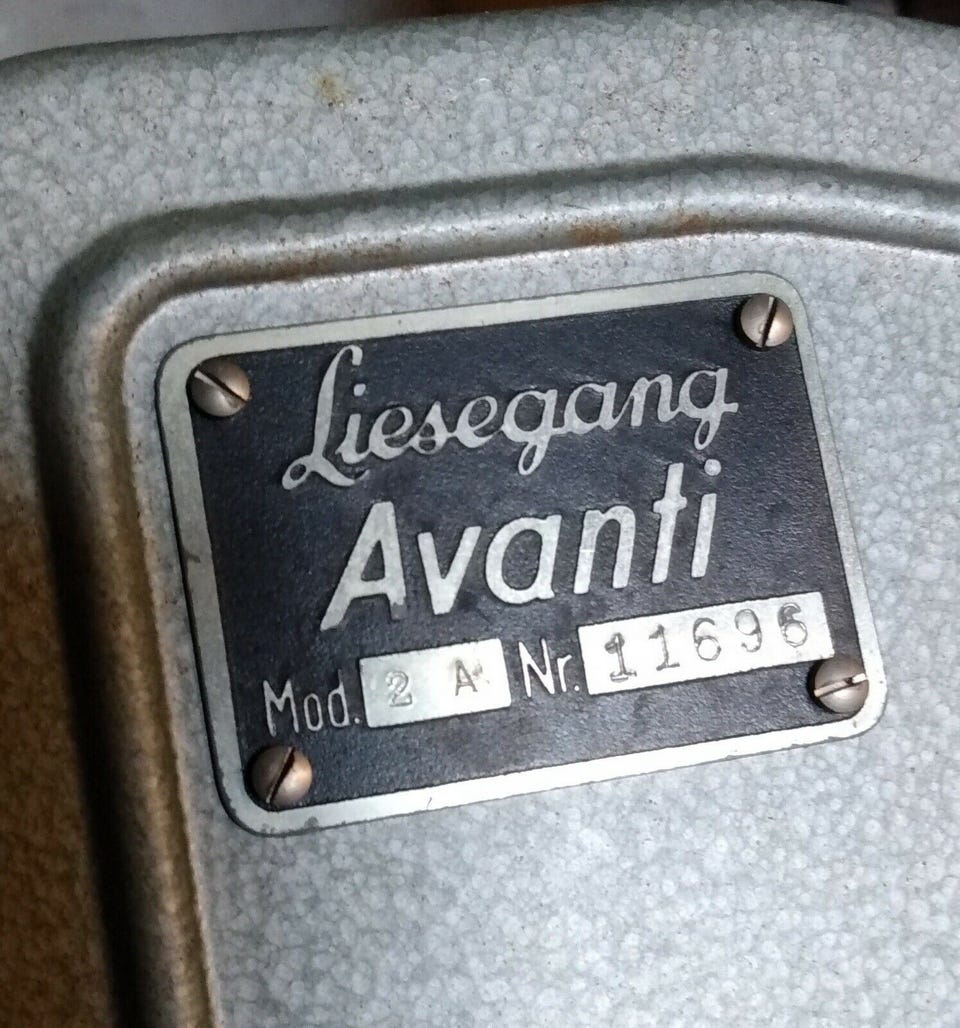 Liesegang
Avanti
Mod. 2 A Nr. 11696